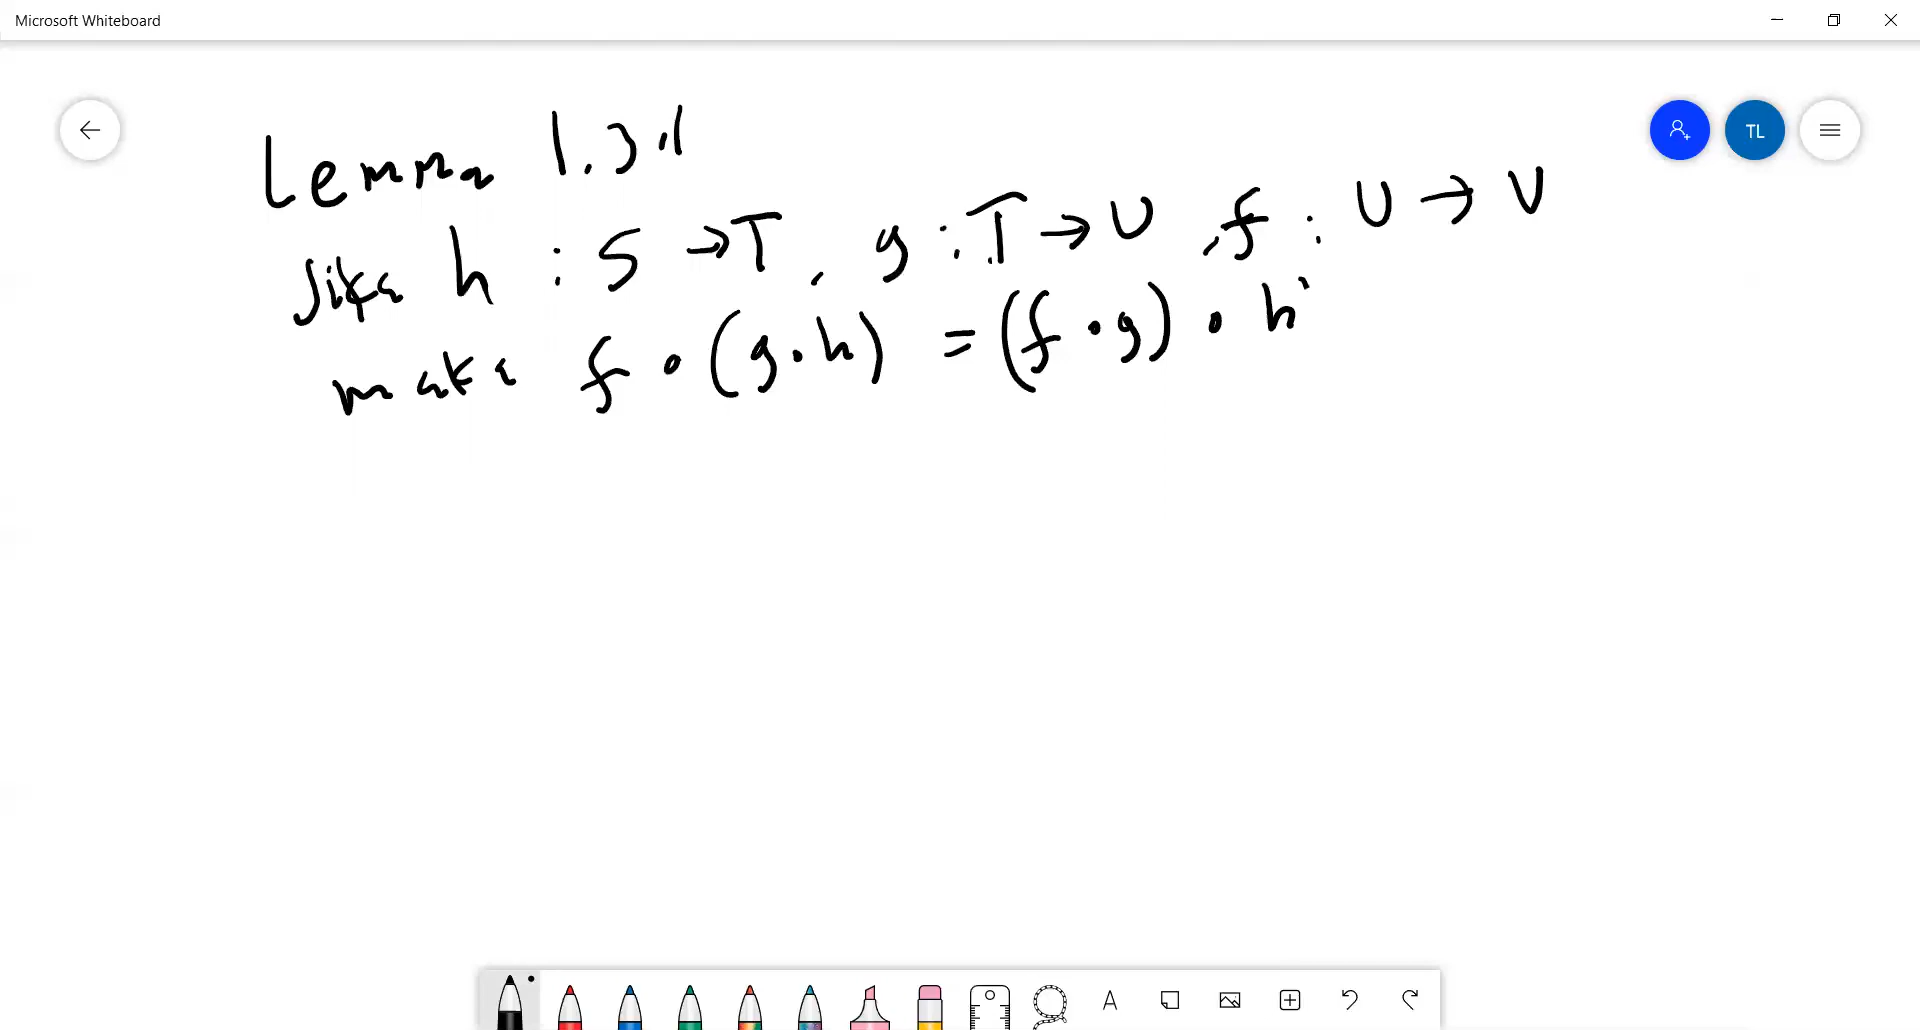 Microsoft Whiteboard
TL
Lemma 1.3.1
Jika h : S → T, g : T → U, f : U → V
maka f ∘ (g ∘ h) = (f ∘ g) ∘ h